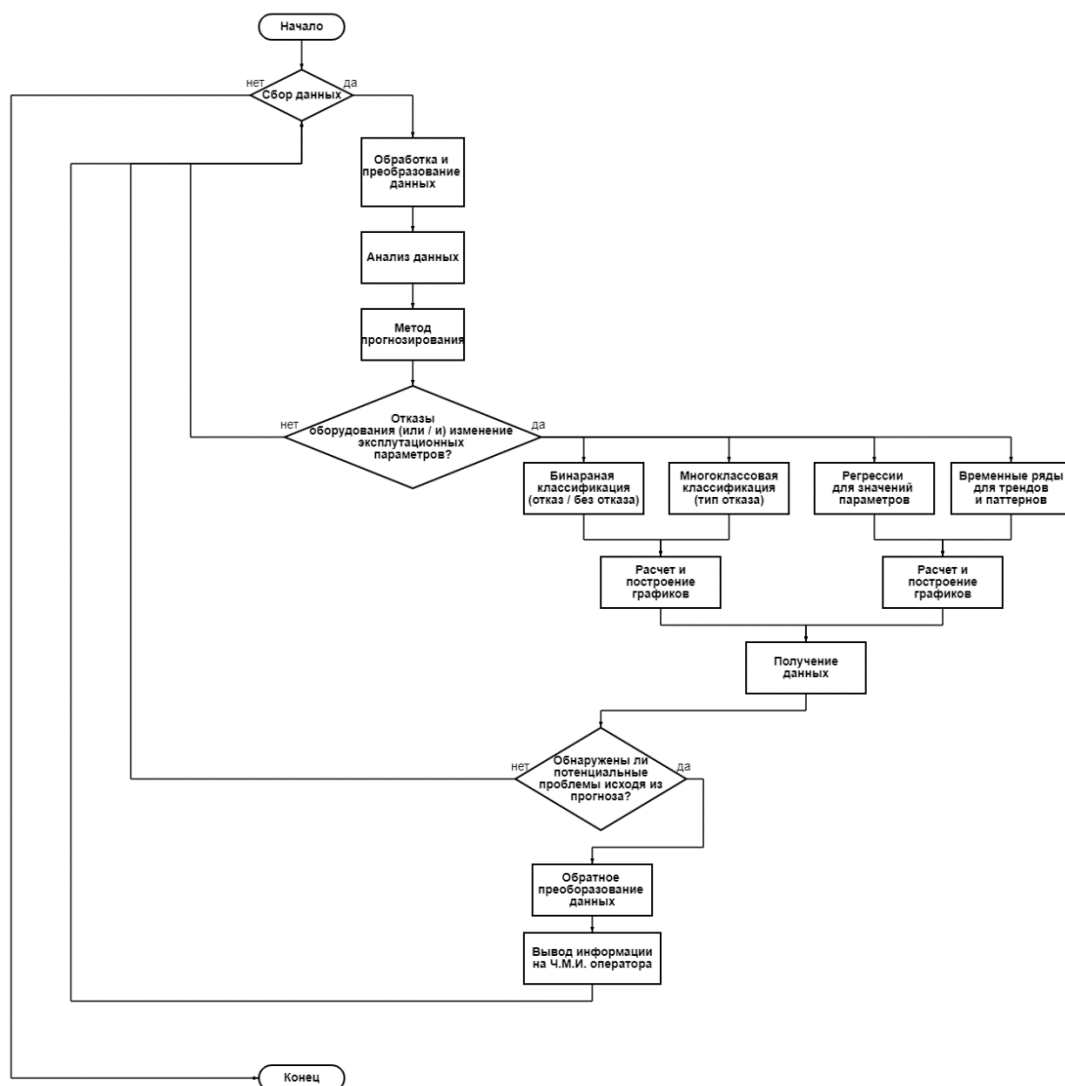 Начало
нет
да
Сбор данных
Обработка и
преобразование
данных
Анализ данных
Метод
прогнозирования
Отказы
оборудования (или / и) изменение
эксплутационных
параметров?
нет
да
Бинараная
классификация
(отказ / без отказа)
Многоклассовая
классификация
(тип отказа)
Регрессии
для значений
параметров
Временные ряды
для трендов
и паттернов
Расчет и
построение
графиков
Расчет и
построение
графиков
Получение
данных
Обнаружены ли
потенциальные
проблемы исходя из
прогноза?
нет
да
Обратное
преоборазование
данных
Вывод информации
на Ч.М.И. оператора
Конец